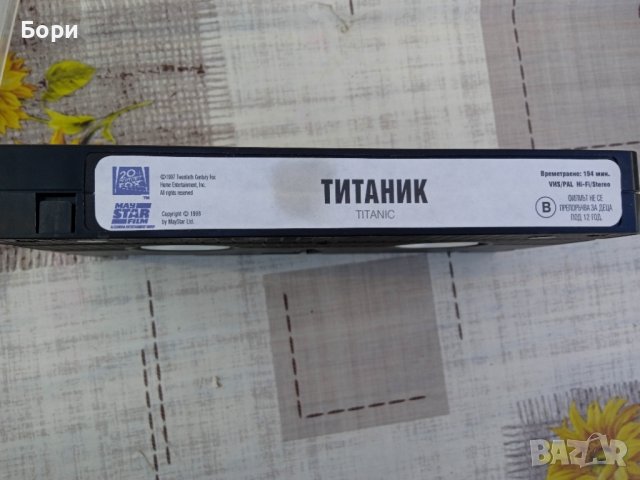 Бори
20
CENTURY
FOX
TM
MAY
STAR
FILM
©1997 Twentieth Century Fox
Home Entertainment, Inc.
All rights reserved
Copyright © 1998
by MayStar Ltd.
ТИТАНИК
TITANIC
Времетраене: 194 мин.
VHS/PAL Hi-Fi/Stereo
B
ФИЛМЪТ НЕ СЕ
ПРЕПОРЪЧВА ЗА ДЕЦА
ПОД 12 ГОД.
BAZAR